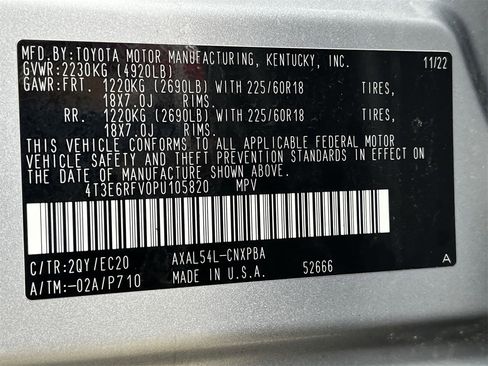 MFD.BY:TOYOTA MOTOR MANUFACTURING, KENTUCKY, INC. 11/22
GVWR:2230KG (4920LB)
GAWR:FRT. 1220KG (2690LB) WITH 225/60R18 TIRES,
18X7.0J RIMS.
RR. 1220KG (2690LB) WITH 225/60R18 TIRES,
18X7.0J RIMS.
THIS VEHICLE CONFORMS TO ALL APPLICABLE FEDERAL MOTOR
VEHICLE SAFETY AND THEFT PREVENTION STANDARDS IN EFFECT
ON THE DATE OF MANUFACTURE SHOWN ABOVE.
4T3E6RFV0PU105820 MPV
C/TR:2QY/EC20 AXAL54L-CNXPBA
A/TM:-02A/P710 MADE IN U.S.A. 52666 A